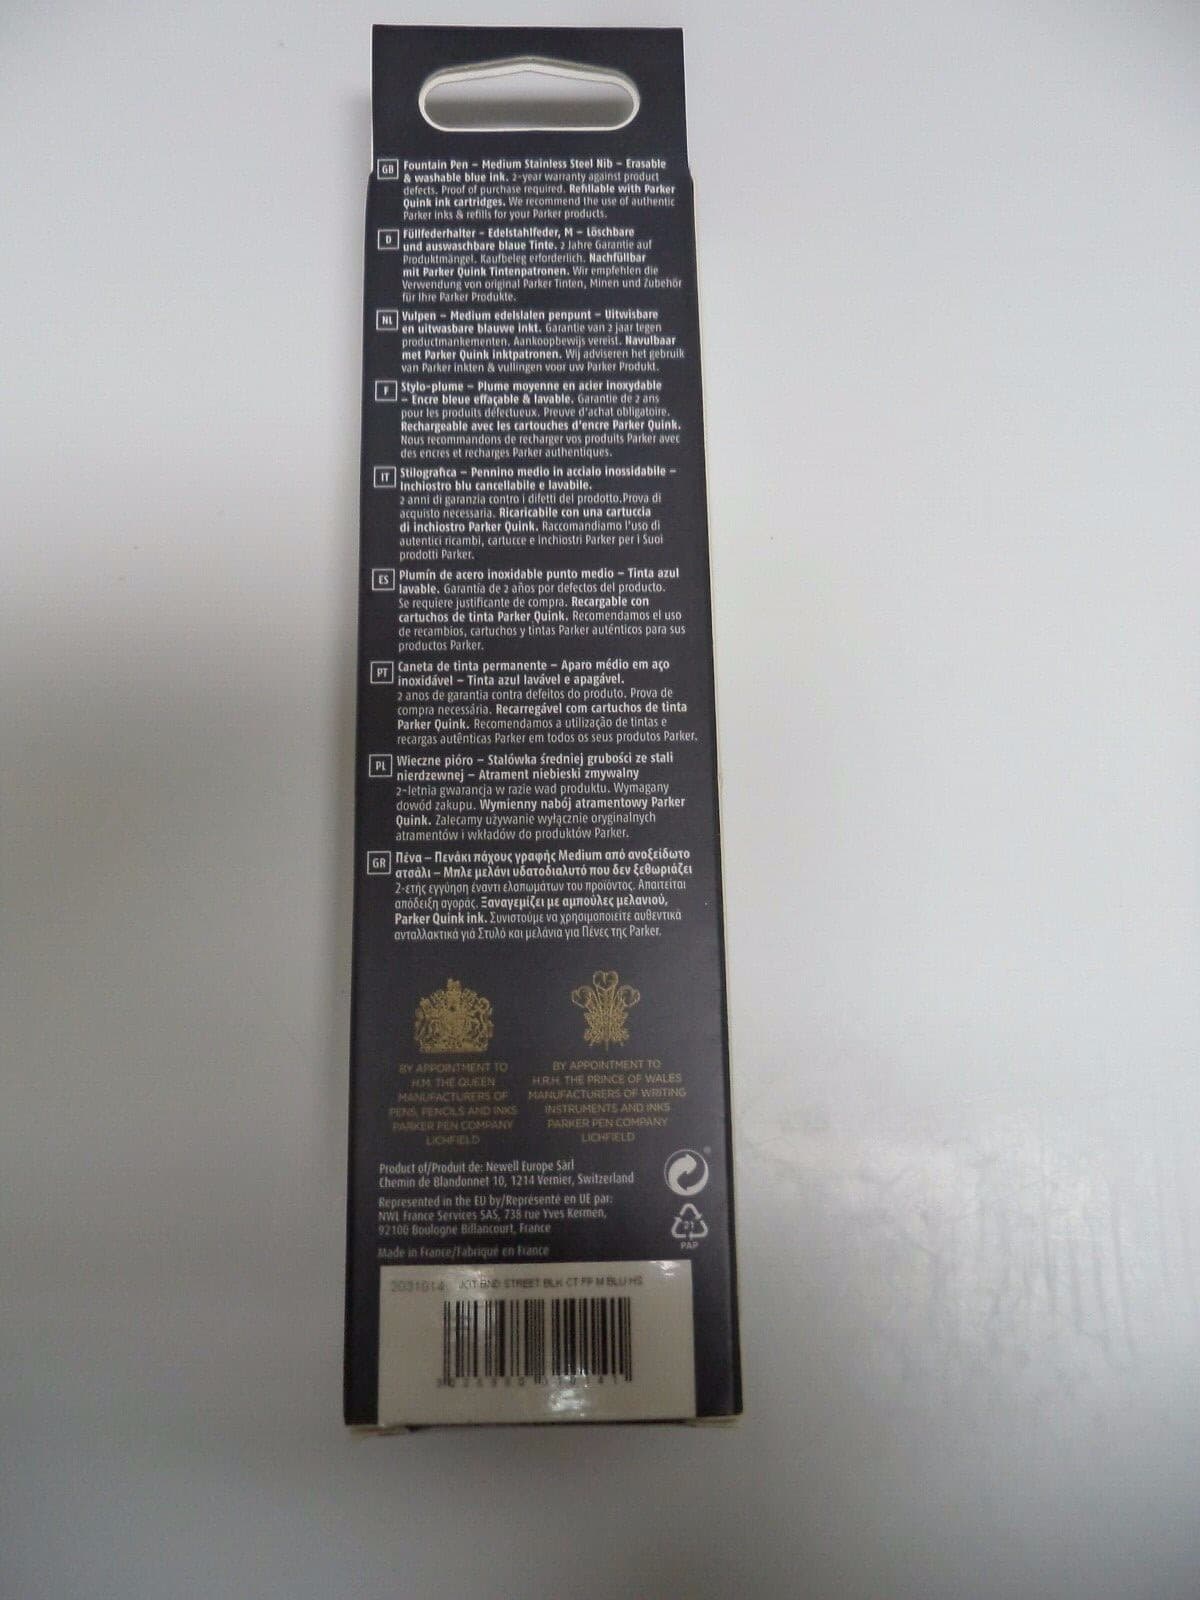 GB
Fountain Pen – Medium Stainless Steel Nib – Erasable
& washable blue ink. 2-year warranty against product
defects. Proof of purchase required. Refillable with Parker
Quink ink cartridges. We recommend the use of authentic
Parker inks & refills for your Parker products.
D
Füllfederhalter – Edelstahlfeder, M – Löschbare
und auswaschbare blaue Tinte. 2 Jahre Garantie auf
Produktmängel. Kaufbeleg erforderlich. Nachfüllbar
mit Parker Quink Tintenpatronen. Wir empfehlen die
Verwendung von original Parker Tinten, Minen und Zubehör
für Ihre Parker Produkte.
NL
Vulpen – Medium edelstalen penpunt – Uitwisbare
en uitwasbare blauwe inkt. Garantie van 2 jaar tegen
productmankementen. Aankoopbewijs vereist. Navulbaar
met Parker Quink inktpatronen. Wij adviseren het gebruik
van Parker inkten & vullingen voor uw Parker Produkt.
F
Stylo-plume – Plume moyenne en acier inoxydable
– Encre bleue effaçable & lavable. Garantie de 2 ans
pour les produits défectueux. Preuve d'achat obligatoire.
Rechargeable avec les cartouches d'encre Parker Quink.
Nous recommandons de recharger vos produits Parker avec
des encres et recharges Parker authentiques.
IT
Stilografica – Pennino medio in acciaio inossidabile –
Inchiostro blu cancellabile e lavabile.
2 anni di garanzia contro i difetti del prodotto.Prova di
acquisto necessaria. Ricaricabile con una cartuccia
di inchiostro Parker Quink. Raccomandiamo l'uso di
autentici ricambi, cartucce e inchiostri Parker per i Suoi
prodotti Parker.
ES
Plumín de acero inoxidable punto medio – Tinta azul
lavable. Garantía de 2 años por defectos del producto.
Se requiere justificante de compra. Recargable con
cartuchos de tinta Parker Quink. Recomendamos el uso
de recambios, cartuchos y tintas Parker auténticos para sus
productos Parker.
PT
Caneta de tinta permanente – Aparo médio em aço
inoxidável – Tinta azul lavável e apagável.
2 anos de garantia contra defeitos do produto. Prova de
compra necessária. Recarregável com cartuchos de tinta
Parker Quink. Recomendamos a utilização de tintas e
recargas autênticas Parker em todos os seus produtos Parker.
PL
Wieczne pióro – Stalówka średniej grubości ze stali
nierdzewnej – Atrament niebieski zmywalny
2-letnia gwarancja w razie wad produktu. Wymagany
dowód zakupu. Wymienny nabój atramentowy Parker
Quink. Zalecamy używanie wyłącznie oryginalnych
atramentów i wkładów do produktów Parker.
GR
Πένα – Πενάκι πάχους γραφής Medium από ανοξείδωτο
ατσάλι – Μπλε μελάνι υδατοδιαλυτό που δεν ξεθωριάζει
2-ετής εγγύηση έναντι ελαττωμάτων του προϊόντος. Απαιτείται
απόδειξη αγοράς. Ξαναγεμίζει με αμπούλες μελανιού,
Parker Quink ink. Συνιστούμε να χρησιμοποιείτε αυθεντικά
ανταλλακτικά γιά Στυλό και μελάνια για Πένες της Parker.
BY APPOINTMENT TO
H.M. THE QUEEN
MANUFACTURERS OF
PENS, PENCILS AND INKS
PARKER PEN COMPANY
LICHFIELD
BY APPOINTMENT TO
H.R.H. THE PRINCE OF WALES
MANUFACTURERS OF WRITING
INSTRUMENTS AND INKS
PARKER PEN COMPANY
LICHFIELD
Product of/Produit de: Newell Europe Sàrl
Chemin de Blandonnet 10, 1214 Vernier, Switzerland
Represented in the EU by/Représenté en UE par:
NWL France Services SAS, 738 rue Yves Kermen,
92100 Boulogne Billancourt, France
Made in France/Fabriqué en France
21
PAP
2031014 JOT BND STREET BLK CT FP M BLU HS